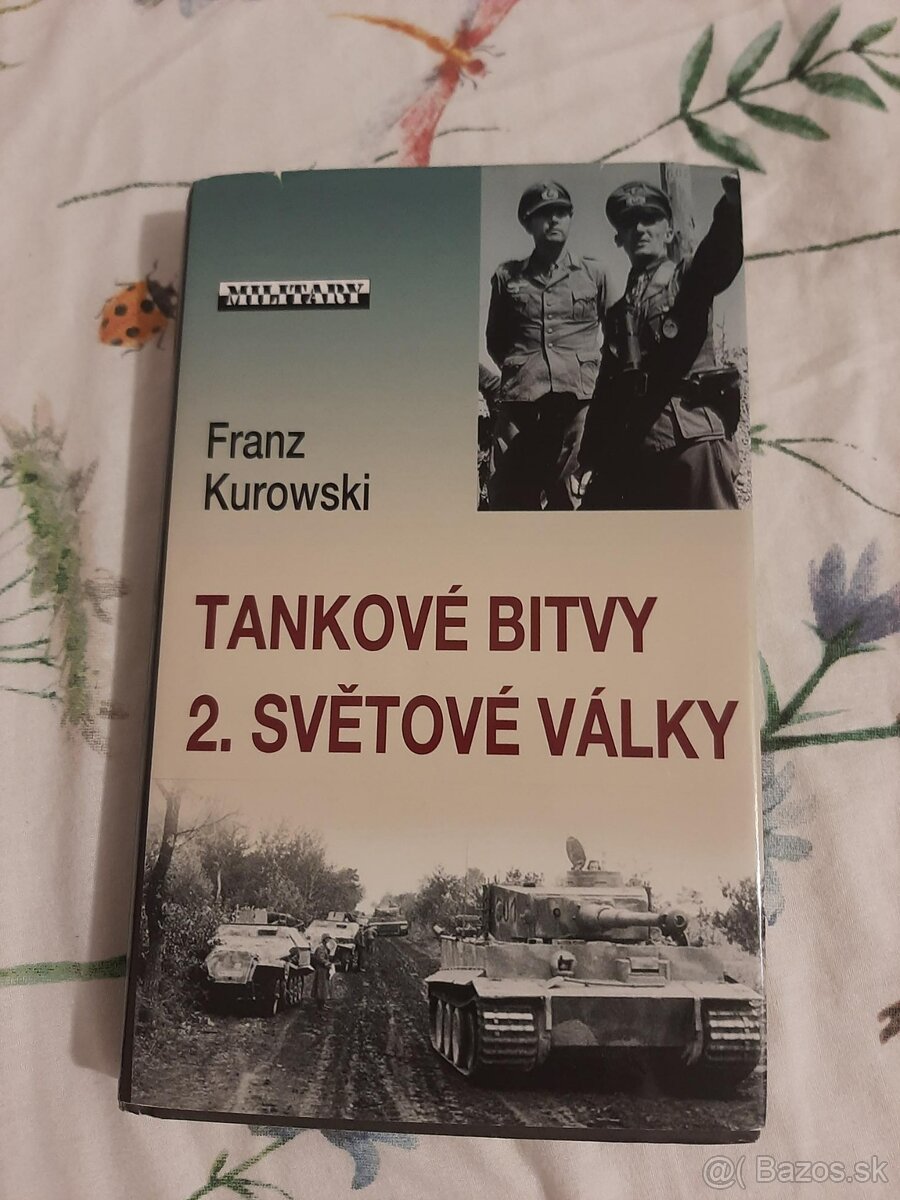 MILITARY
Franz
Kurowski
TANKOVÉ BITVY
2. SVĚTOVÉ VÁLKY
@( Bazos.sk